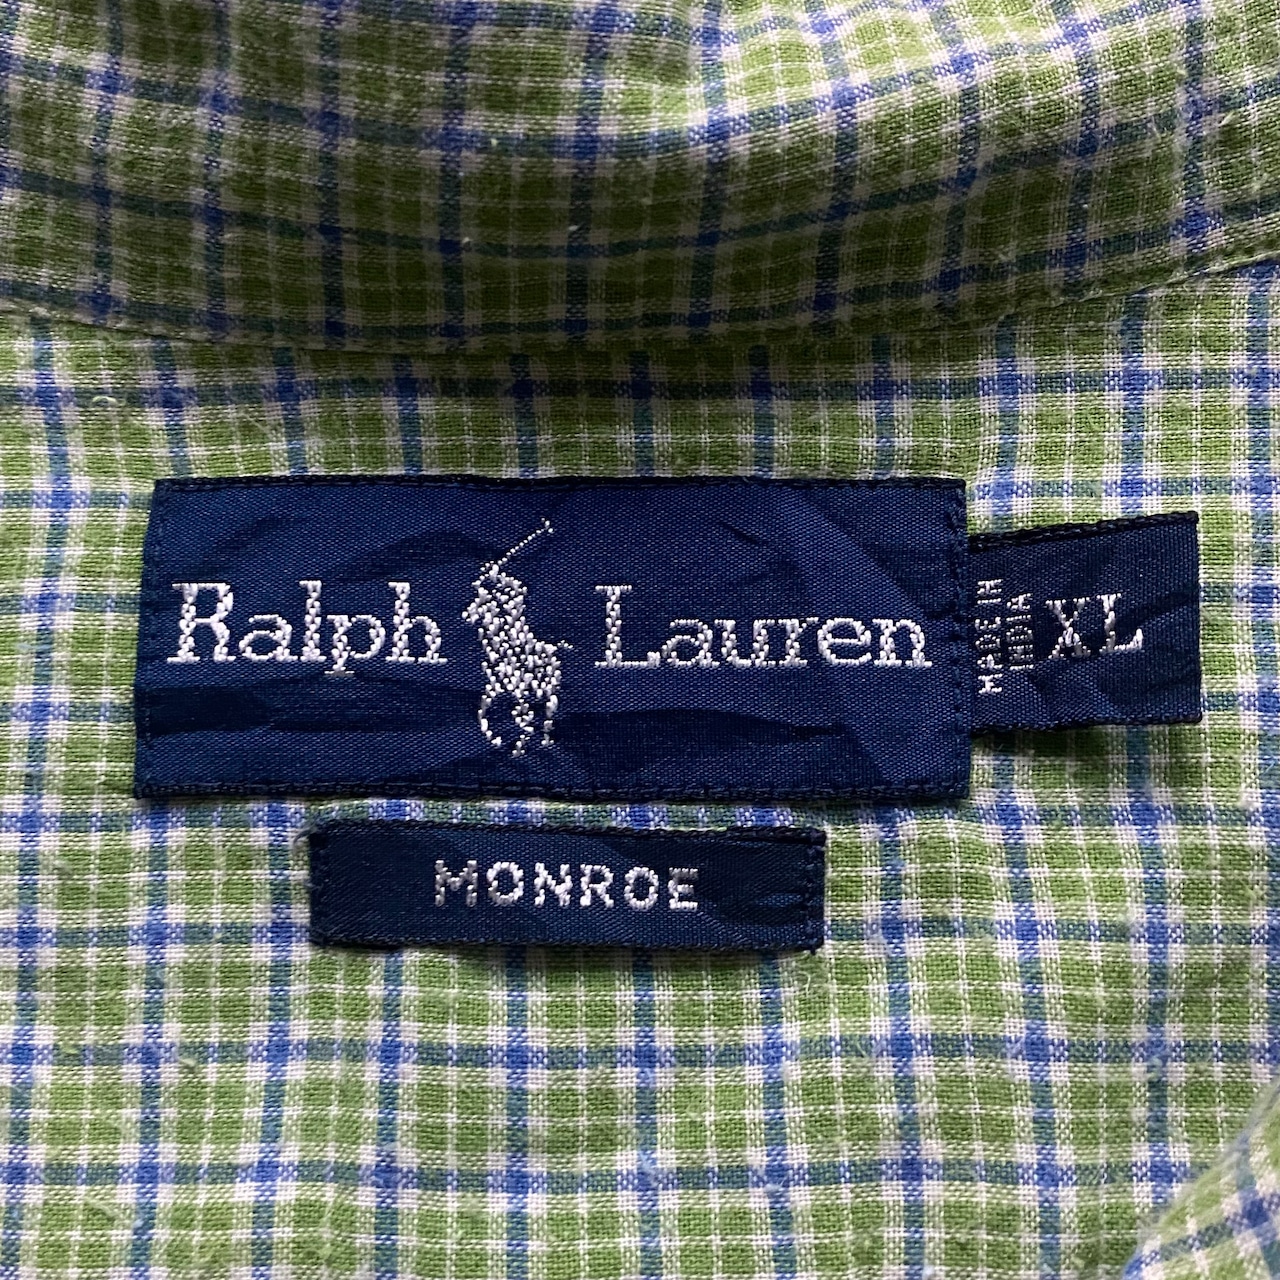 Ralph Lauren
MADE IN
INDIA
XL
MONROE